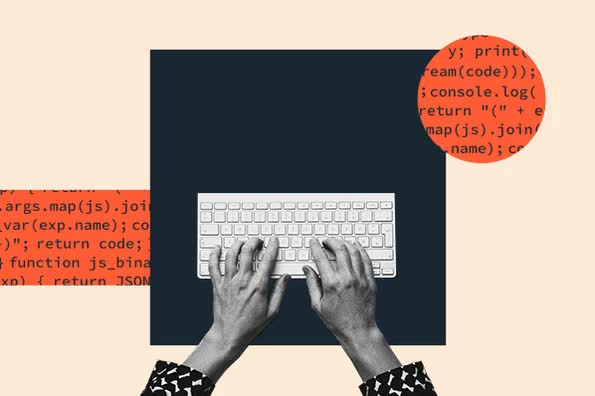 y; print(
ream(code)));
;console.log(
return "(" + e
map(js).join(
.name); co
) { return "(
.args.map(js).join
_var(exp.name); co
)"; return code;
} function js_bina
xp) { return JSON